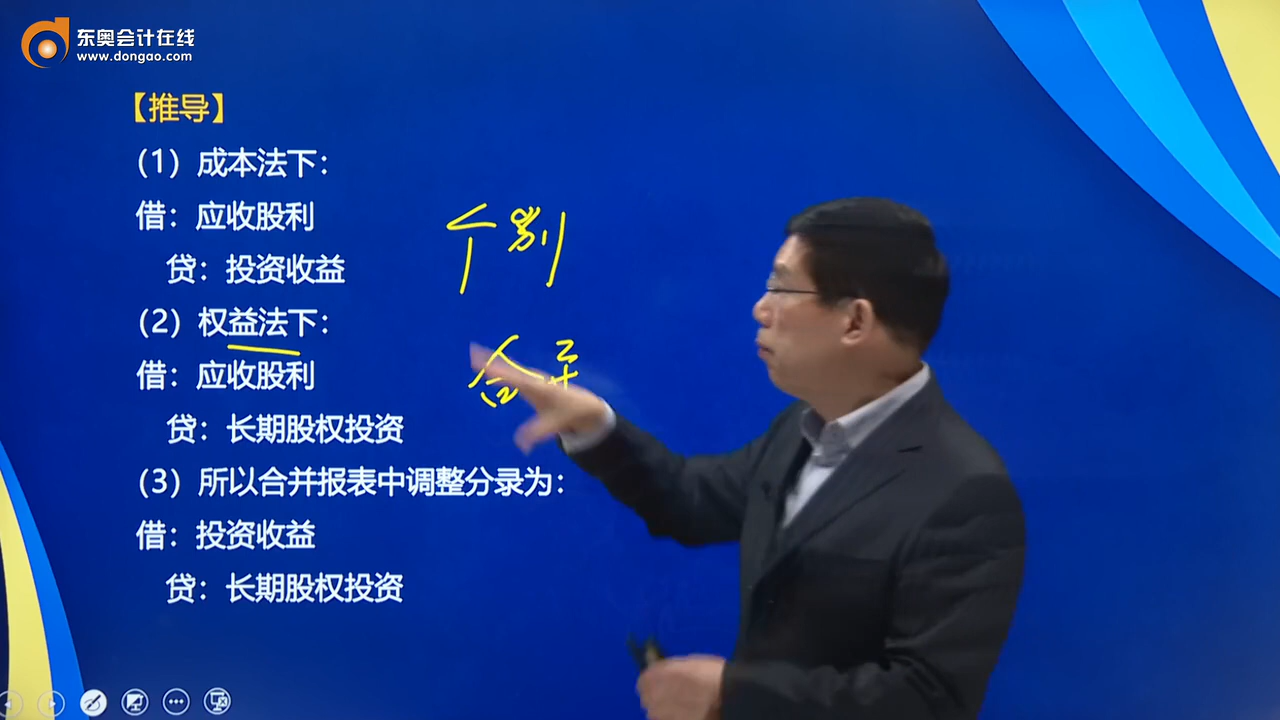 东奥会计在线
www.dongao.com
【推导】
（1）成本法下：
借：应收股利
贷：投资收益
个别
（2）权益法下：
借：应收股利
合并
贷：长期股权投资
（3）所以合并报表中调整分录为：
借：投资收益
贷：长期股权投资